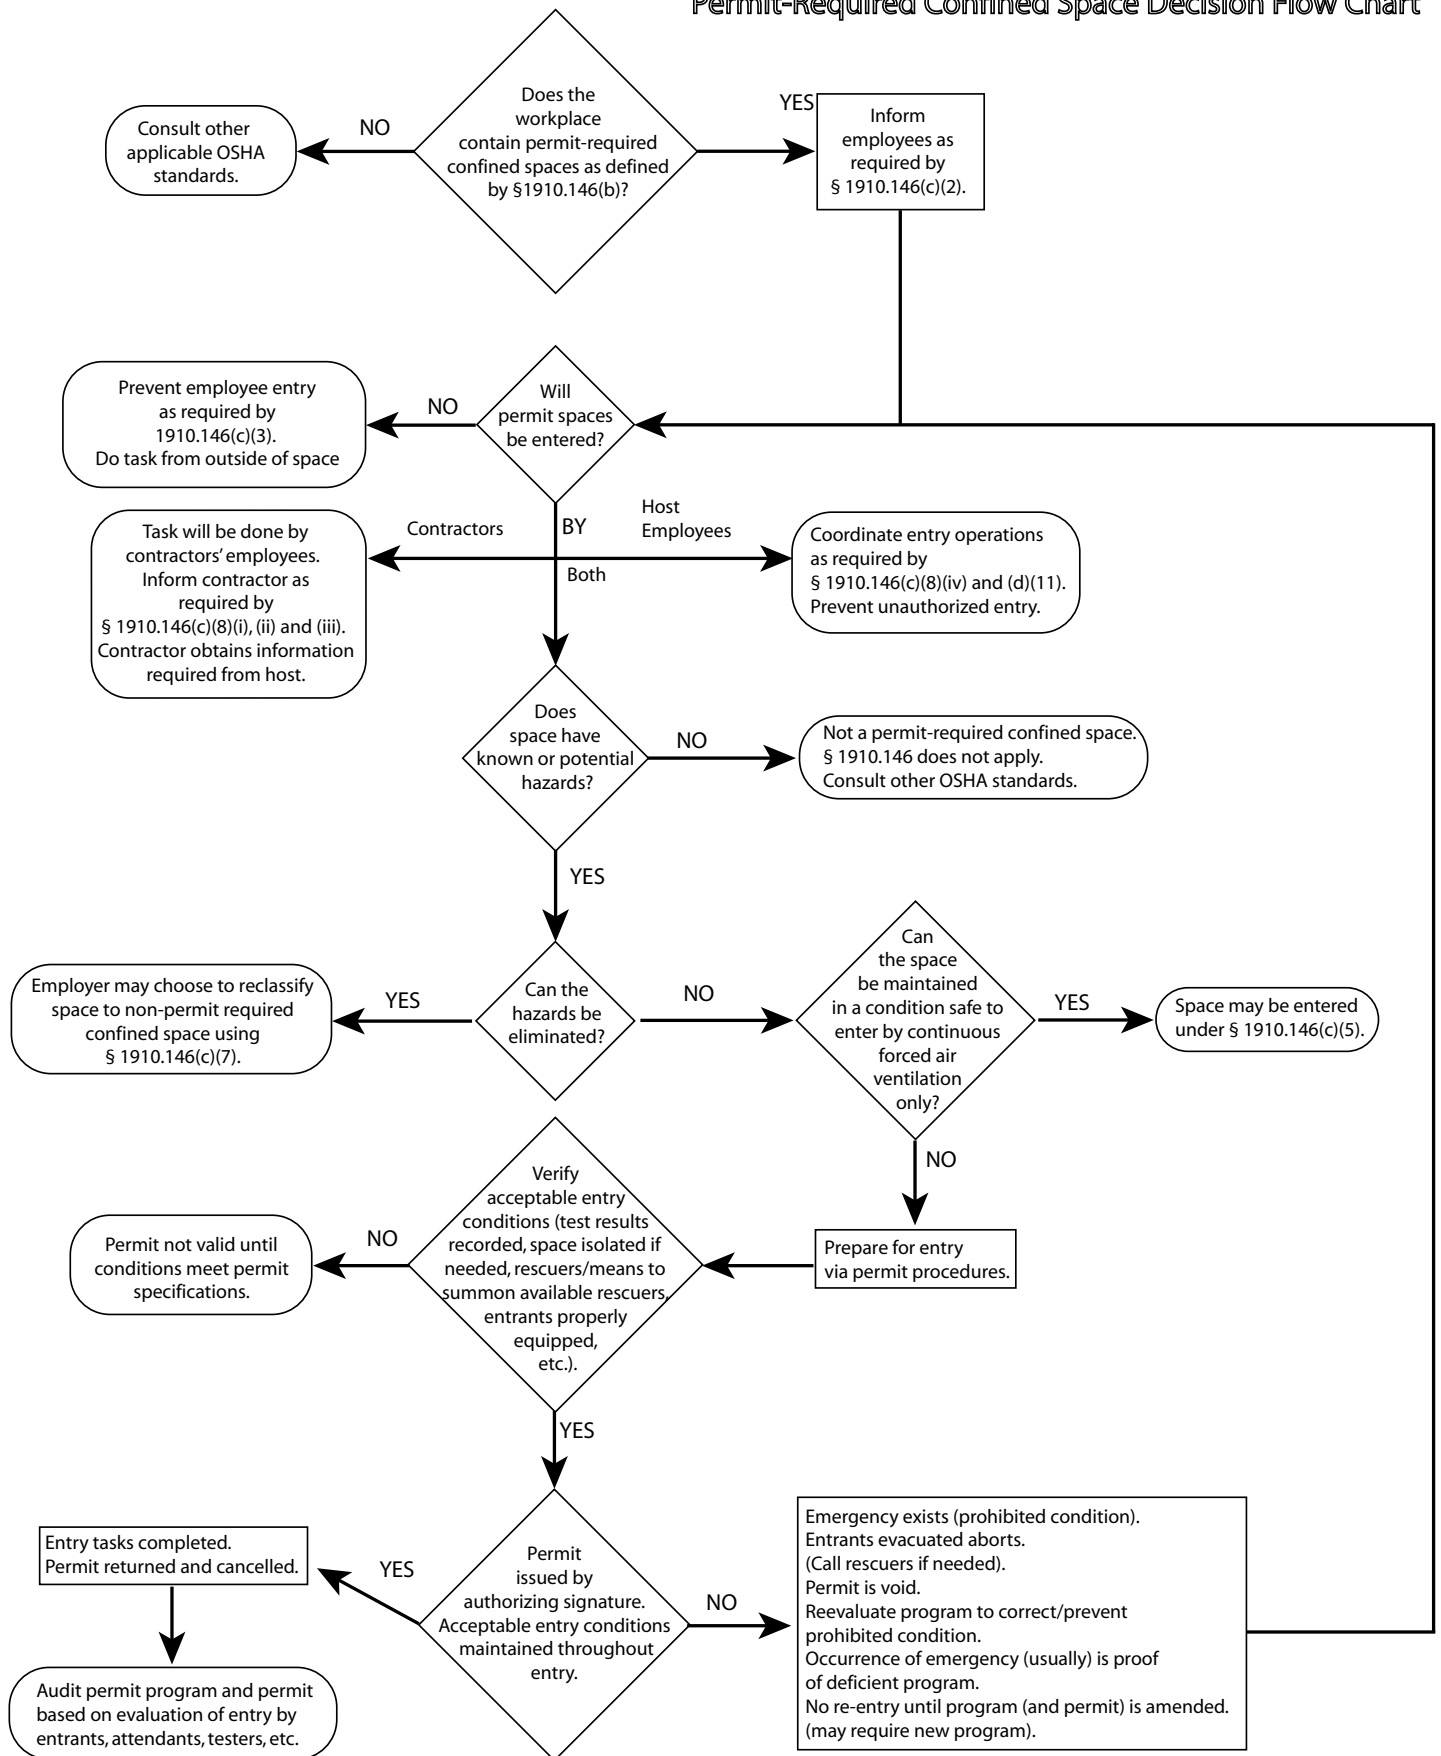 Permit-Required Confined Space Decision Flow Chart
Does the
workplace
contain permit-required
confined spaces as defined
by §1910.146(b)?
NO
Consult other
applicable OSHA
standards.
YES
Inform
employees as
required by
§ 1910.146(c)(2).
Will
permit spaces
be entered?
NO
Prevent employee entry
as required by
1910.146(c)(3).
Do task from outside of space
BY
Contractors
Task will be done by
contractors’ employees.
Inform contractor as
required by
§ 1910.146(c)(8)(i), (ii) and (iii).
Contractor obtains information
required from host.
Host
Employees
Coordinate entry operations
as required by
§ 1910.146(c)(8)(iv) and (d)(11).
Prevent unauthorized entry.
Both
Does
space have
known or potential
hazards?
NO
Not a permit-required confined space.
§ 1910.146 does not apply.
Consult other OSHA standards.
YES
Can the
hazards be
eliminated?
YES
Employer may choose to reclassify
space to non-permit required
confined space using
§ 1910.146(c)(7).
NO
Can
the space
be maintained
in a condition safe to
enter by continuous
forced air
ventilation
only?
YES
Space may be entered
under § 1910.146(c)(5).
NO
Prepare for entry
via permit procedures.
Verify
acceptable entry
conditions (test results
recorded, space isolated if
needed, rescuers/means to
summon available rescuers,
entrants properly
equipped,
etc.).
NO
Permit not valid until
conditions meet permit
specifications.
YES
Permit
issued by
authorizing signature.
Acceptable entry conditions
maintained throughout
entry.
YES
Entry tasks completed.
Permit returned and cancelled.
Audit permit program and permit
based on evaluation of entry by
entrants, attendants, testers, etc.
NO
Emergency exists (prohibited condition).
Entrants evacuated aborts.
(Call rescuers if needed).
Permit is void.
Reevaluate program to correct/prevent
prohibited condition.
Occurrence of emergency (usually) is proof
of deficient program.
No re-entry until program (and permit) is amended.
(may require new program).